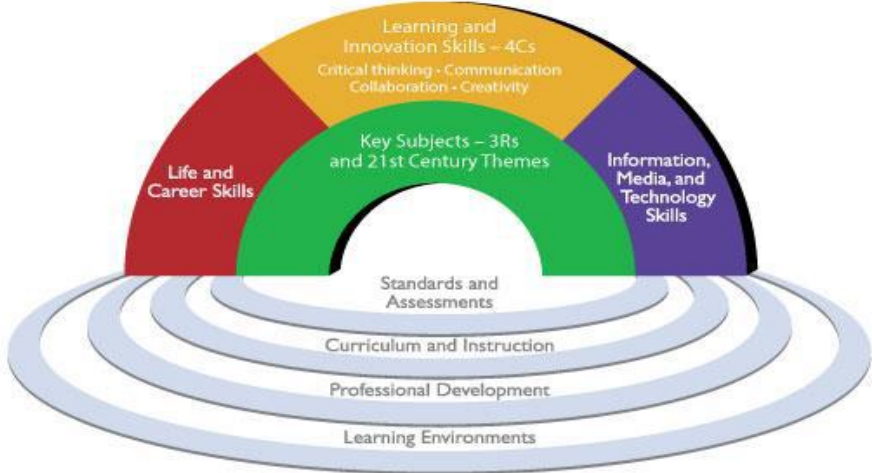 Learning and
Innovation Skills – 4Cs
Critical thinking • Communication
Collaboration • Creativity
Key Subjects – 3Rs
and 21st Century Themes
Life and
Career Skills
Information,
Media, and
Technology
Skills
Standards and
Assessments
Curriculum and Instruction
Professional Development
Learning Environments